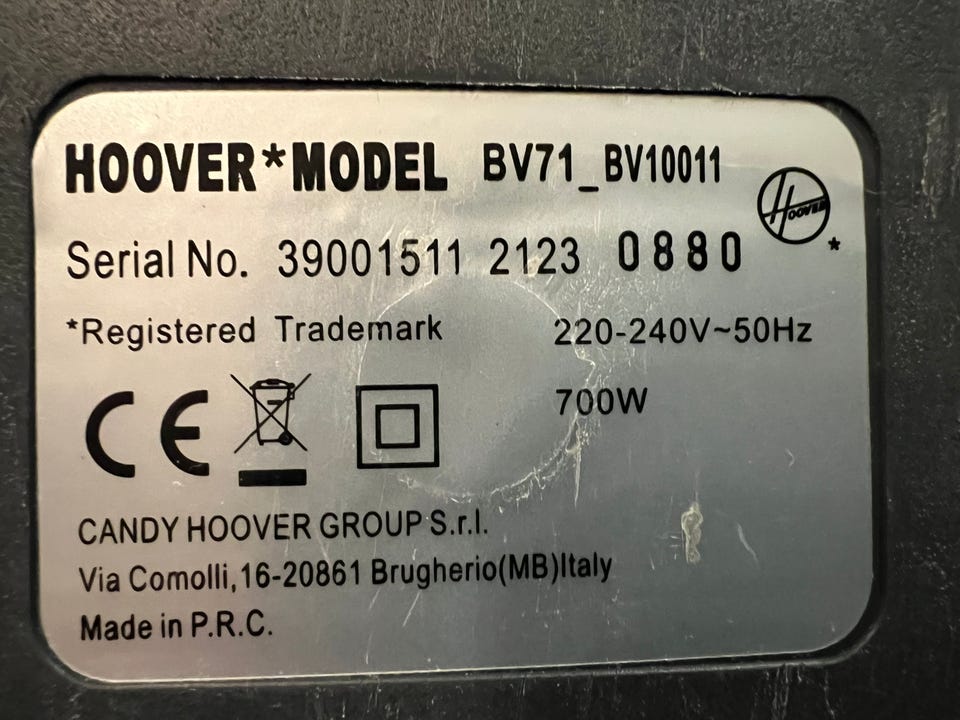 HOOVER*MODEL BV71_BV10011
HOOVER
*
Serial No. 39001511 2123 0880
*Registered Trademark 220-240V~50Hz
700W
CE
CANDY HOOVER GROUP S.r.l.
Via Comolli,16-20861 Brugherio(MB)Italy
Made in P.R.C.